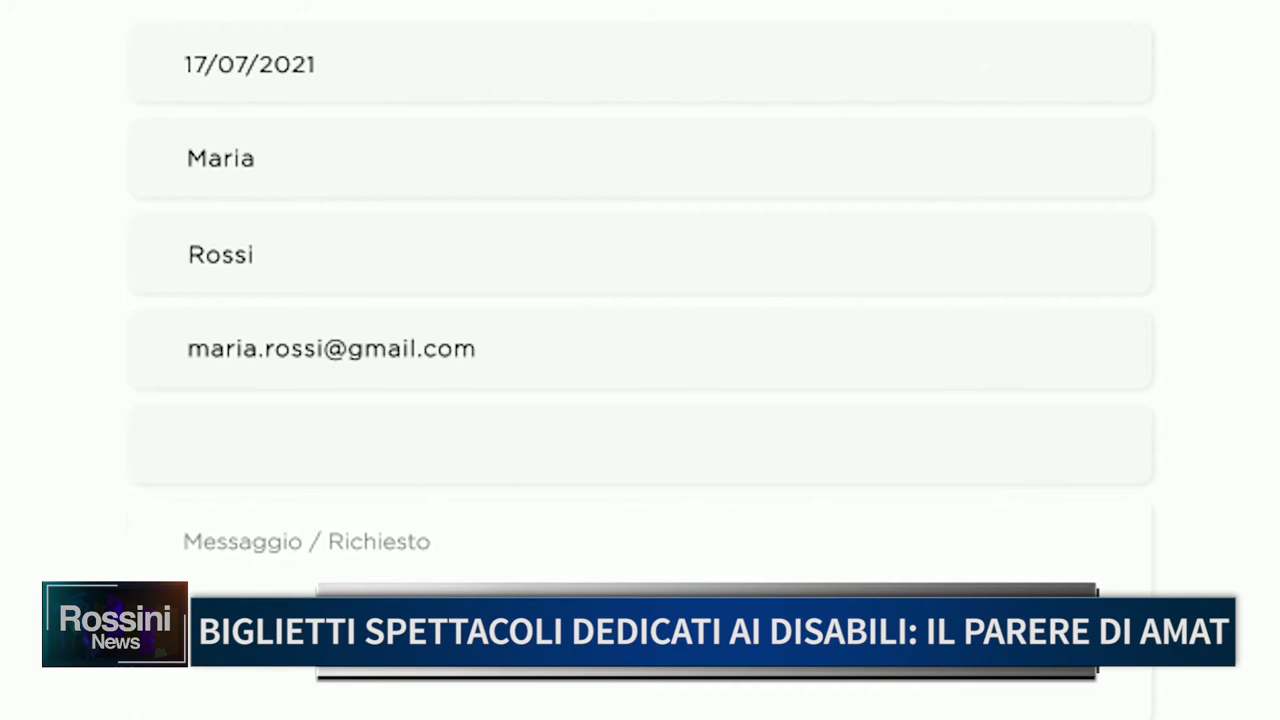 17/07/2021
Maria
Rossi
maria.rossi@gmail.com
Messaggio / Richiesto
Rossini
News
BIGLIETTI SPETTACOLI DEDICATI AI DISABILI: IL PARERE DI AMAT